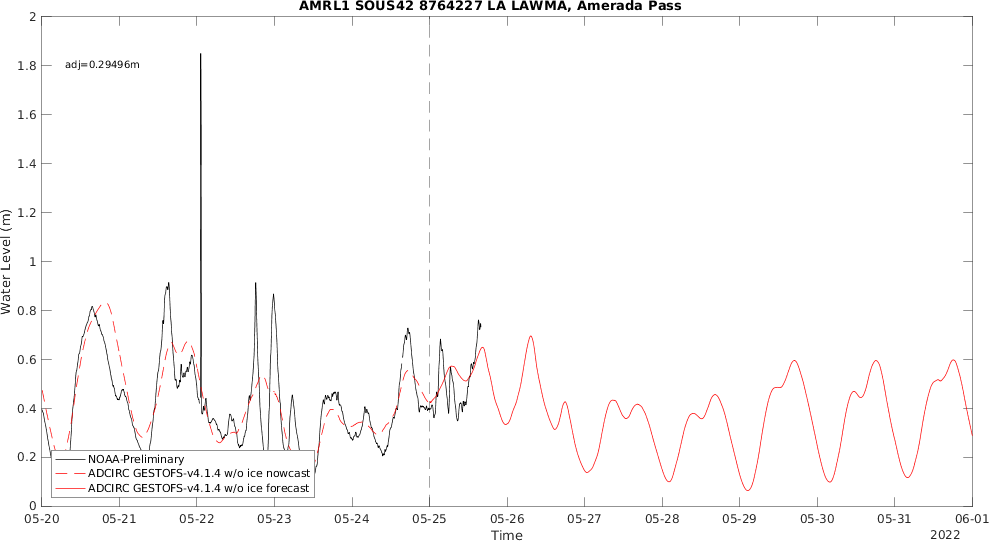 AMRL1 SOUS42 8764227 LA LAWMA, Amerada Pass
2
1.8
1.6
1.4
1.2
1
0.8
0.6
0.4
0.2
0
Water Level (m)
adj=0.29496m
NOAA-Preliminary
ADCIRC GESTOFS-v4.1.4 w/o ice nowcast
ADCIRC GESTOFS-v4.1.4 w/o ice forecast
05-20 05-21 05-22 05-23 05-24 05-25 05-26 05-27 05-28 05-29 05-30 05-31 06-01
Time
2022